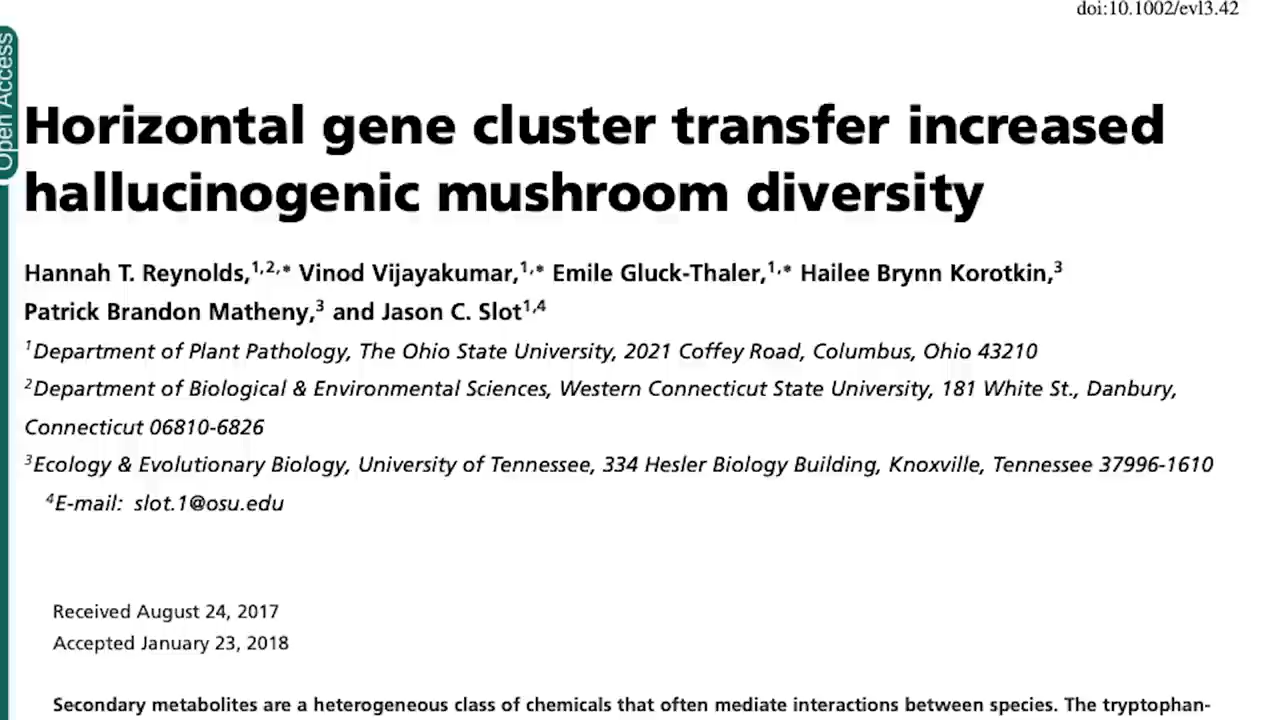 doi:10.1002/evl3.42
Open Access
Horizontal gene cluster transfer increased
hallucinogenic mushroom diversity
Hannah T. Reynolds,1,2,* Vinod Vijayakumar,1,* Emile Gluck-Thaler,1,* Hailee Brynn Korotkin,3
Patrick Brandon Matheny,3 and Jason C. Slot1,4
1Department of Plant Pathology, The Ohio State University, 2021 Coffey Road, Columbus, Ohio 43210
2Department of Biological & Environmental Sciences, Western Connecticut State University, 181 White St., Danbury,
Connecticut 06810-6826
3Ecology & Evolutionary Biology, University of Tennessee, 334 Hesler Biology Building, Knoxville, Tennessee 37996-1610
4E-mail: slot.1@osu.edu
Received August 24, 2017
Accepted January 23, 2018
Secondary metabolites are a heterogeneous class of chemicals that often mediate interactions between species. The tryptophan-